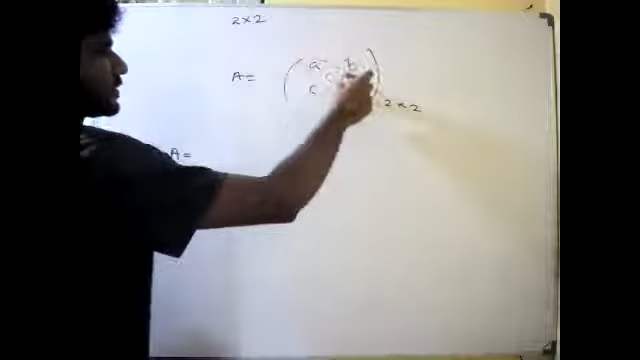 2×2
A = ( a b
c
2×2
A =